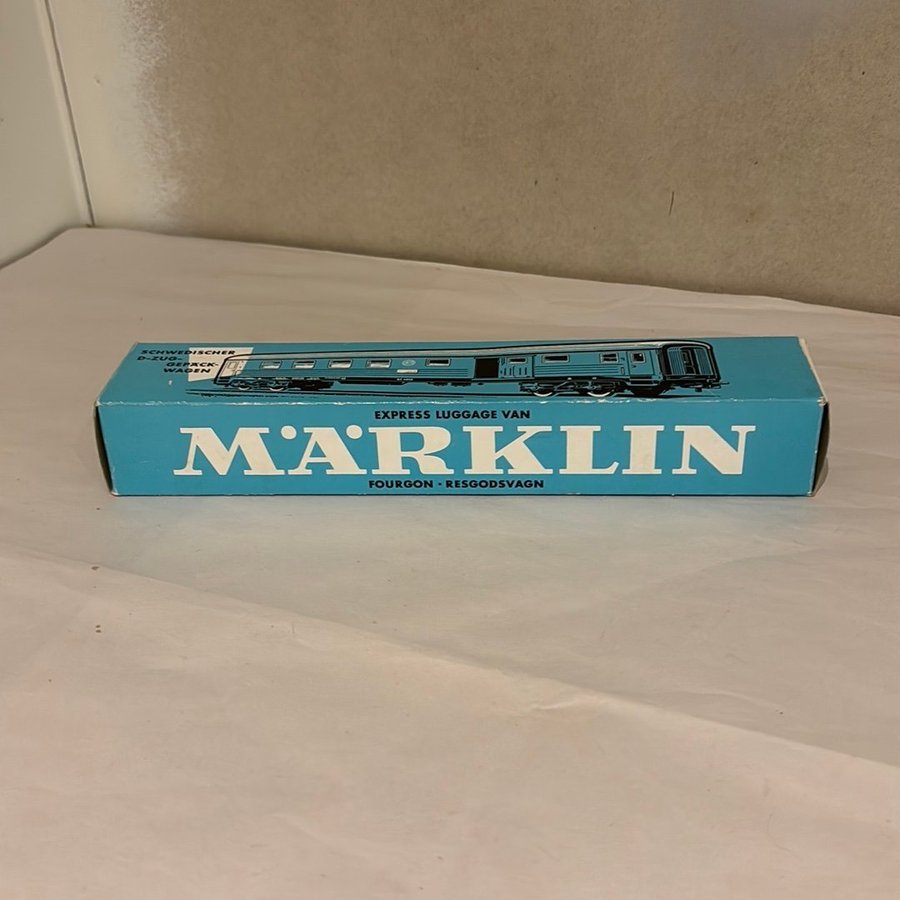 SCHWEDISCHER
D-ZUG-
GEPÄCK-
WAGEN
EXPRESS LUGGAGE VAN
MÄRKLIN
FOURGON · RESGODSVAGN